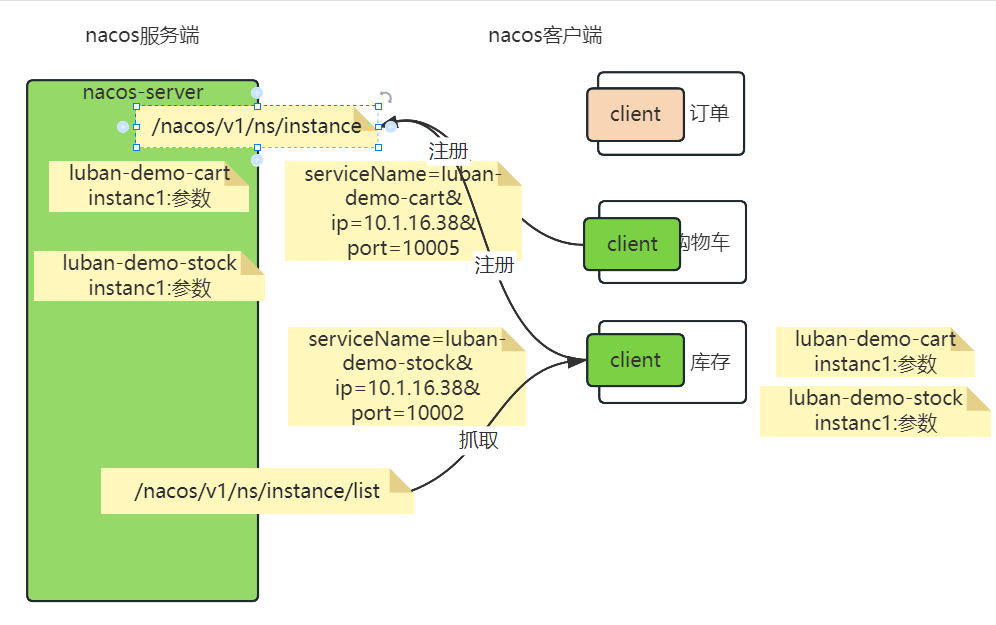 nacos服务端
nacos客户端
nacos-server
/nacos/v1/ns/instance
client
订单
注册
luban-demo-cart
instanc1:参数
serviceName=luban-
demo-cart&
ip=10.1.16.38&
port=10005
client
购物车
注册
luban-demo-stock
instanc1:参数
serviceName=luban-
demo-stock&
ip=10.1.16.38&
port=10002
client
库存
luban-demo-cart
instanc1:参数
luban-demo-stock
instanc1:参数
抓取
/nacos/v1/ns/instance/list